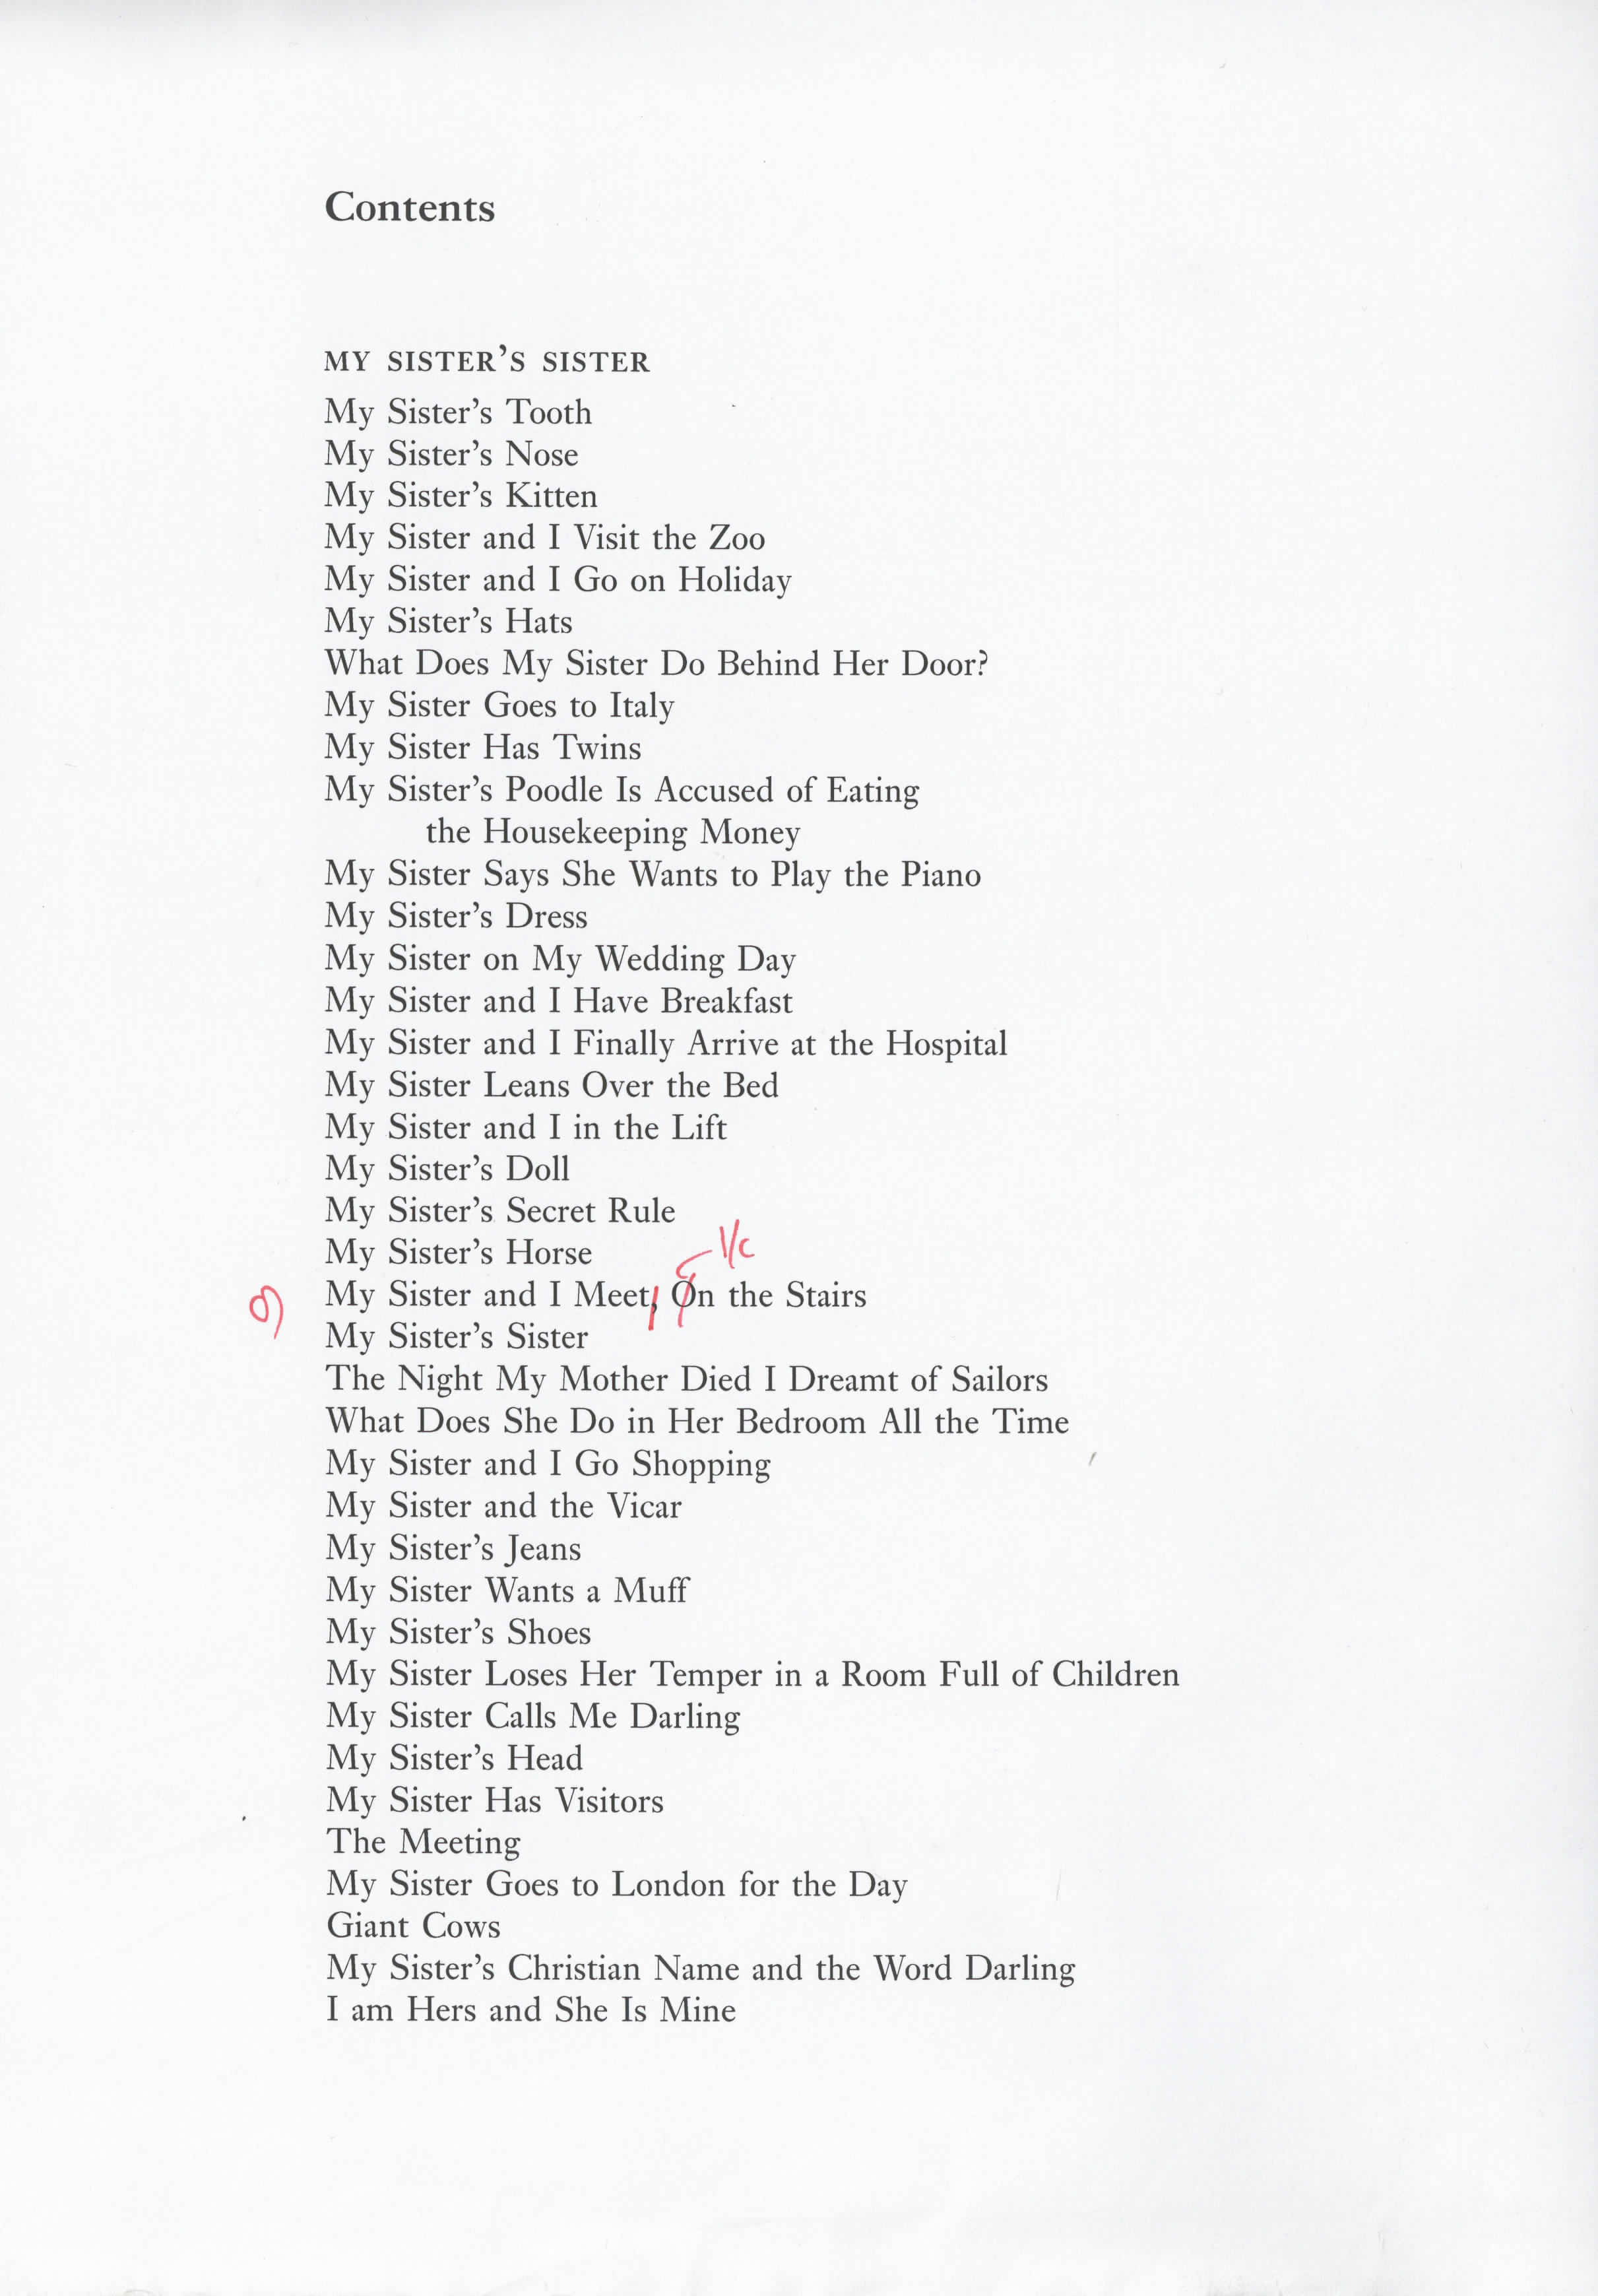 Contents
MY SISTER’S SISTER
My Sister’s Tooth
My Sister’s Nose
My Sister’s Kitten
My Sister and I Visit the Zoo
My Sister and I Go on Holiday
My Sister’s Hats
What Does My Sister Do Behind Her Door?
My Sister Goes to Italy
My Sister Has Twins
My Sister’s Poodle Is Accused of Eating
the Housekeeping Money
My Sister Says She Wants to Play the Piano
My Sister’s Dress
My Sister on My Wedding Day
My Sister and I Have Breakfast
My Sister and I Finally Arrive at the Hospital
My Sister Leans Over the Bed
My Sister and I in the Lift
My Sister’s Doll
My Sister’s Secret Rule
My Sister’s Horse
l/c
My Sister and I Meet, On the Stairs
My Sister’s Sister
The Night My Mother Died I Dreamt of Sailors
What Does She Do in Her Bedroom All the Time
My Sister and I Go Shopping
My Sister and the Vicar
My Sister’s Jeans
My Sister Wants a Muff
My Sister’s Shoes
My Sister Loses Her Temper in a Room Full of Children
My Sister Calls Me Darling
My Sister’s Head
My Sister Has Visitors
The Meeting
My Sister Goes to London for the Day
Giant Cows
My Sister’s Christian Name and the Word Darling
I am Hers and She Is Mine